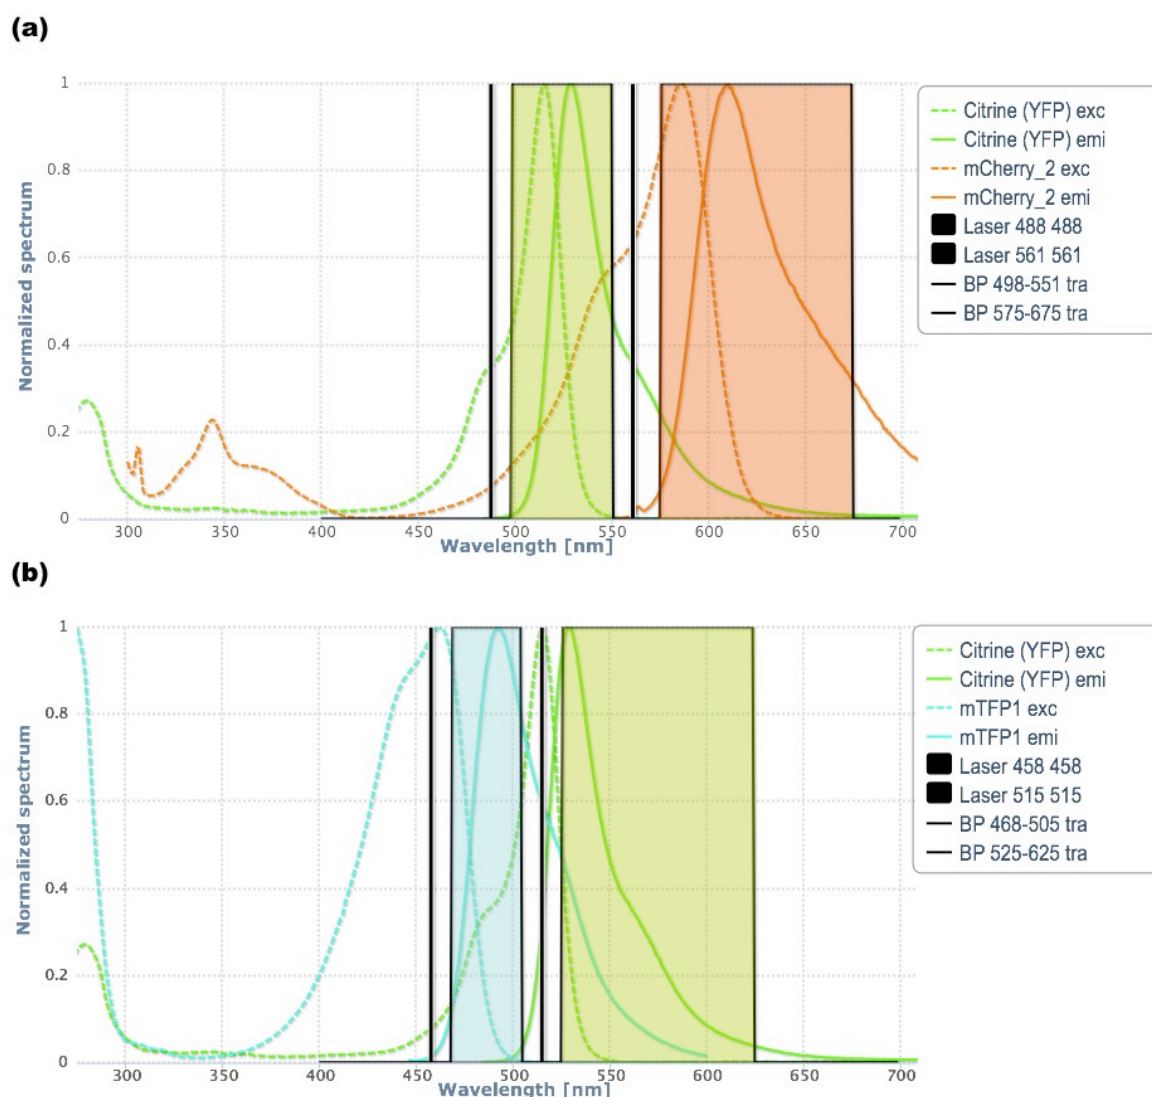 (a)
Normalized spectrum
1
0.8
0.6
0.4
0.2
0
300
350
400
450
500
550
600
650
700
Wavelength [nm]
Citrine (YFP) exc
Citrine (YFP) emi
mCherry_2 exc
mCherry_2 emi
Laser 488 488
Laser 561 561
BP 498-551 tra
BP 575-675 tra
(b)
Normalized spectrum
1
0.8
0.6
0.4
0.2
0
300
350
400
450
500
550
600
650
700
Wavelength [nm]
Citrine (YFP) exc
Citrine (YFP) emi
mTFP1 exc
mTFP1 emi
Laser 458 458
Laser 515 515
BP 468-505 tra
BP 525-625 tra